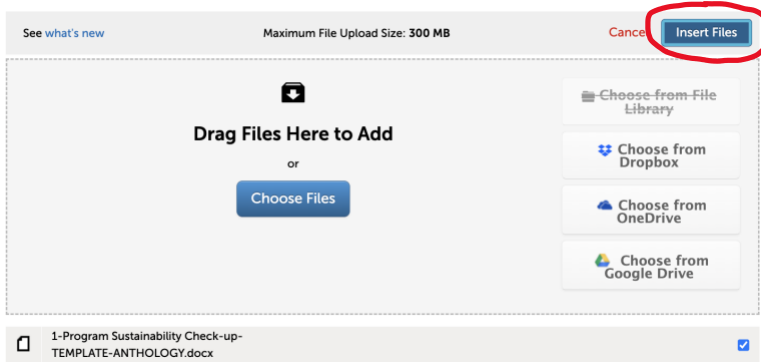 See what's new
Maximum File Upload Size: 300 MB
Cance
Insert Files
Drag Files Here to Add
or
Choose Files
Choose from File
Library
Choose from
Dropbox
Choose from
OneDrive
Choose from
Google Drive
1-Program Sustainability Check-up-
TEMPLATE-ANTHOLOGY.docx